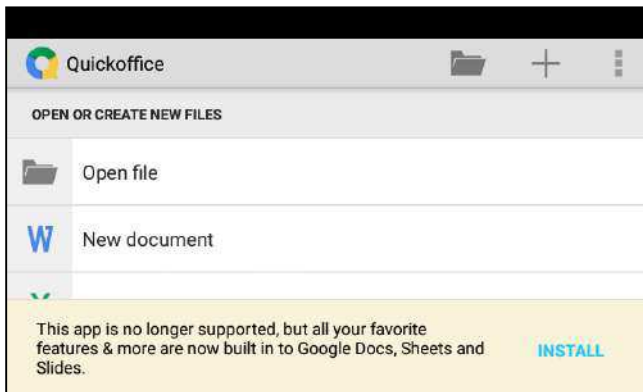 Quickoffice
OPEN OR CREATE NEW FILES
Open file
New document
This app is no longer supported, but all your favorite
features & more are now built in to Google Docs, Sheets and
Slides.
INSTALL